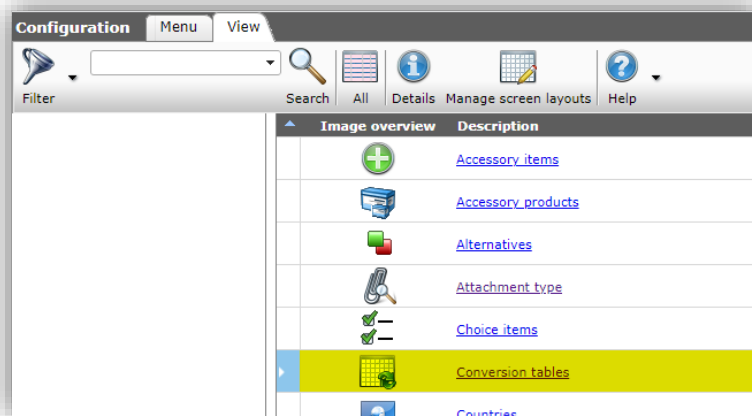 Configuration Menu View
Filter Search All Details Manage screen layouts Help
Image overview Description
Accessory items
Accessory products
Alternatives
Attachment type
Choice items
Conversion tables
Countries